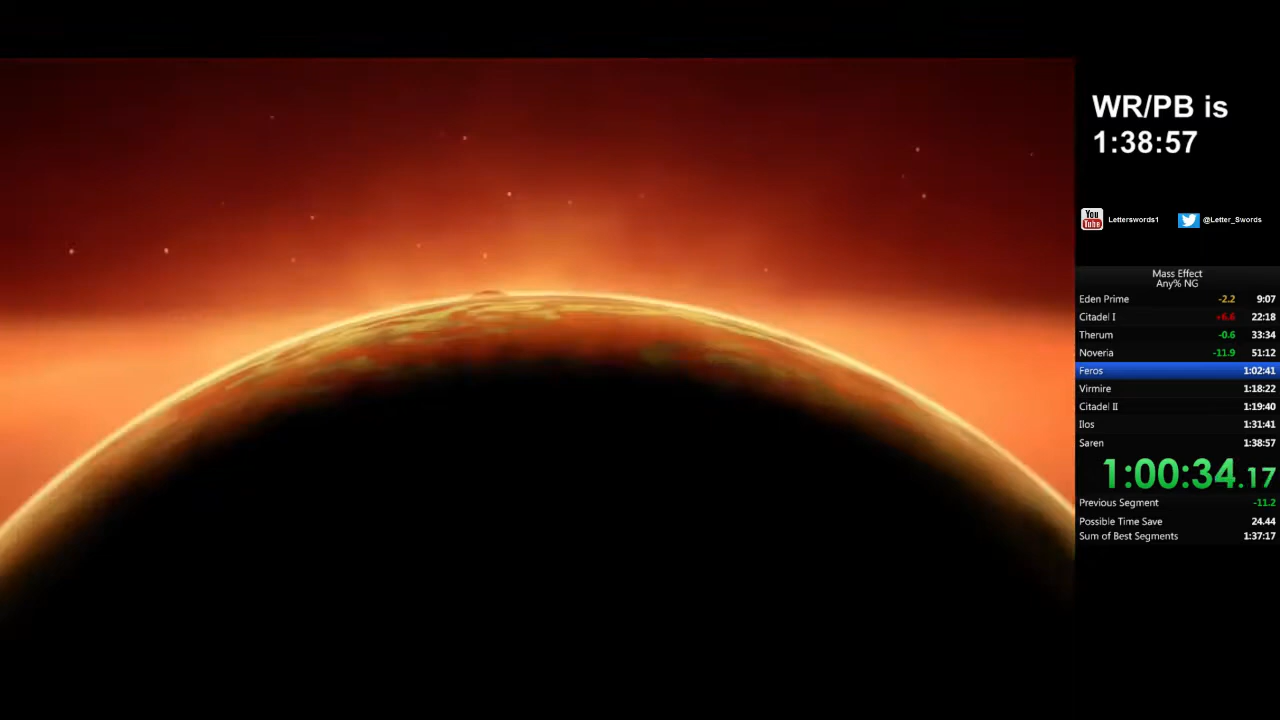 WR/PB is
1:38:57
You Tube Letterswords1 @Letter_Swords
Mass Effect
Any% NG
Eden Prime -2.2 9:07
Citadel I +6.6 22:18
Therum -0.6 33:34
Noveria -11.9 51:12
Feros 1:02:41
Virmire 1:18:22
Citadel II 1:19:40
Ilos 1:31:41
Saren 1:38:57
1:00:34.17
Previous Segment -11.2
Possible Time Save 24.44
Sum of Best Segments 1:37:17